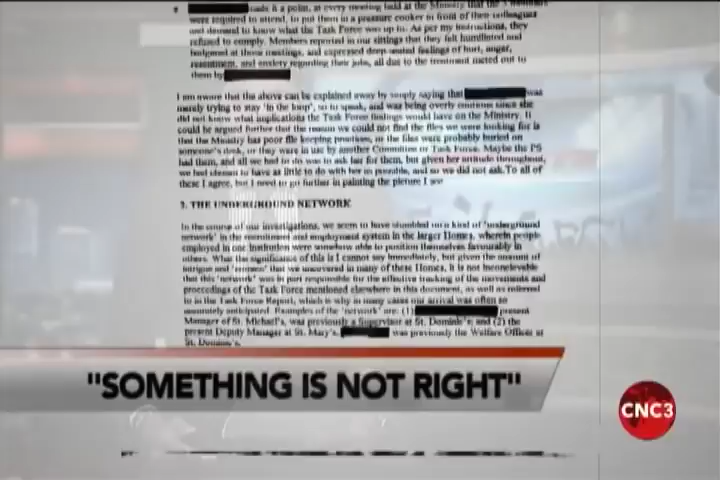 made it a point, at every meeting held at the Ministry that the
were required to attend, to put them in a pressure cooker in front of their colleagues
and demand to know what the Task Force was up to. As per my instructions, they
refused to comply. Members reported in our sittings that they felt humiliated and
badgered at these meetings, and expressed deep-seated feelings of hurt, anger,
resentment, and anxiety regarding their jobs, all due to the treatment meted out to
them by
I am aware that the above can be explained away by simply saying that was
merely trying to stay 'in the loop', so to speak, and was being overly cautious since she
did not know what implications the Task Force findings would have on the Ministry. It
could be argued further that the reason we could not find the files we were looking for is
that the Ministry has poor file keeping practices, or the files were probably buried on
someone's desk, or they were in use by another Committee or Task Force. Maybe the PS
had them, and all we had to do was to ask her for them, but given her attitude throughout,
we had chosen to have as little to do with her as possible, and so we did not ask.To all of
these I agree, but I need to go further in painting the picture I see
3. THE UNDERGROUND NETWORK
In the course of our investigations, we seem to have stumbled on a kind of 'underground
network' in the recruitment and employment system in the larger Homes, wherein people
employed in one Institution were somehow able to position themselves favourably in
others. What the significance of this is I cannot say immediately, but given the amount of
intrigue and that we uncovered in many of these Homes, it is not inconceivable
that this 'network' was in part responsible for the effective tracking of the movements and
proceedings of the Task Force mentioned elsewhere in this document, as well as referred
to in the Task Force Report, which is why in many cases our arrival was often so
accurately anticipated. Examples of the 'network' are: (1) present
Manager of St. Michael's, was previously a Supervisor at St. Dominic's; and (2) the
present Deputy Manager at St. Mary's, was previously the Welfare Officer at
St. Dominic's.
"SOMETHING IS NOT RIGHT"
CNC3